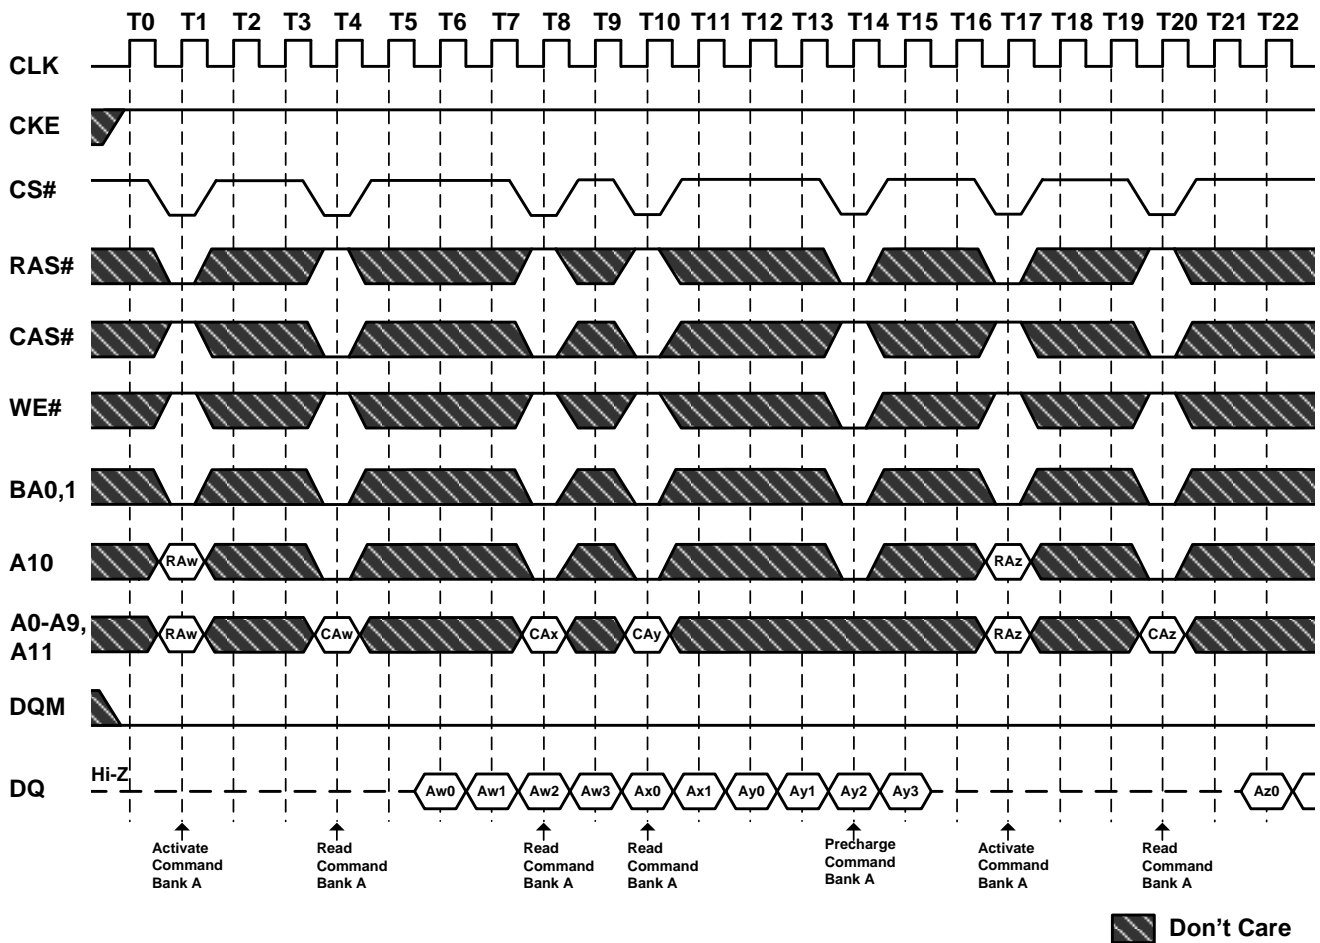 T0 T1 T2 T3 T4 T5 T6 T7 T8 T9 T10 T11 T12 T13 T14 T15 T16 T17 T18 T19 T20 T21 T22
CLK
CKE
CS#
RAS#
CAS#
WE#
BA0,1
A10 RAw RAz
A0-A9,
A11
RAw CAw CAx CAy RAz CAz
DQM
Hi-Z
DQ Aw0 Aw1 Aw2 Aw3 Ax0 Ax1 Ay0 Ay1 Ay2 Ay3 Az0
Activate
Command
Bank A
Read
Command
Bank A
Read
Command
Bank A
Read
Command
Bank A
Precharge
Command
Bank A
Activate
Command
Bank A
Read
Command
Bank A
Don't Care